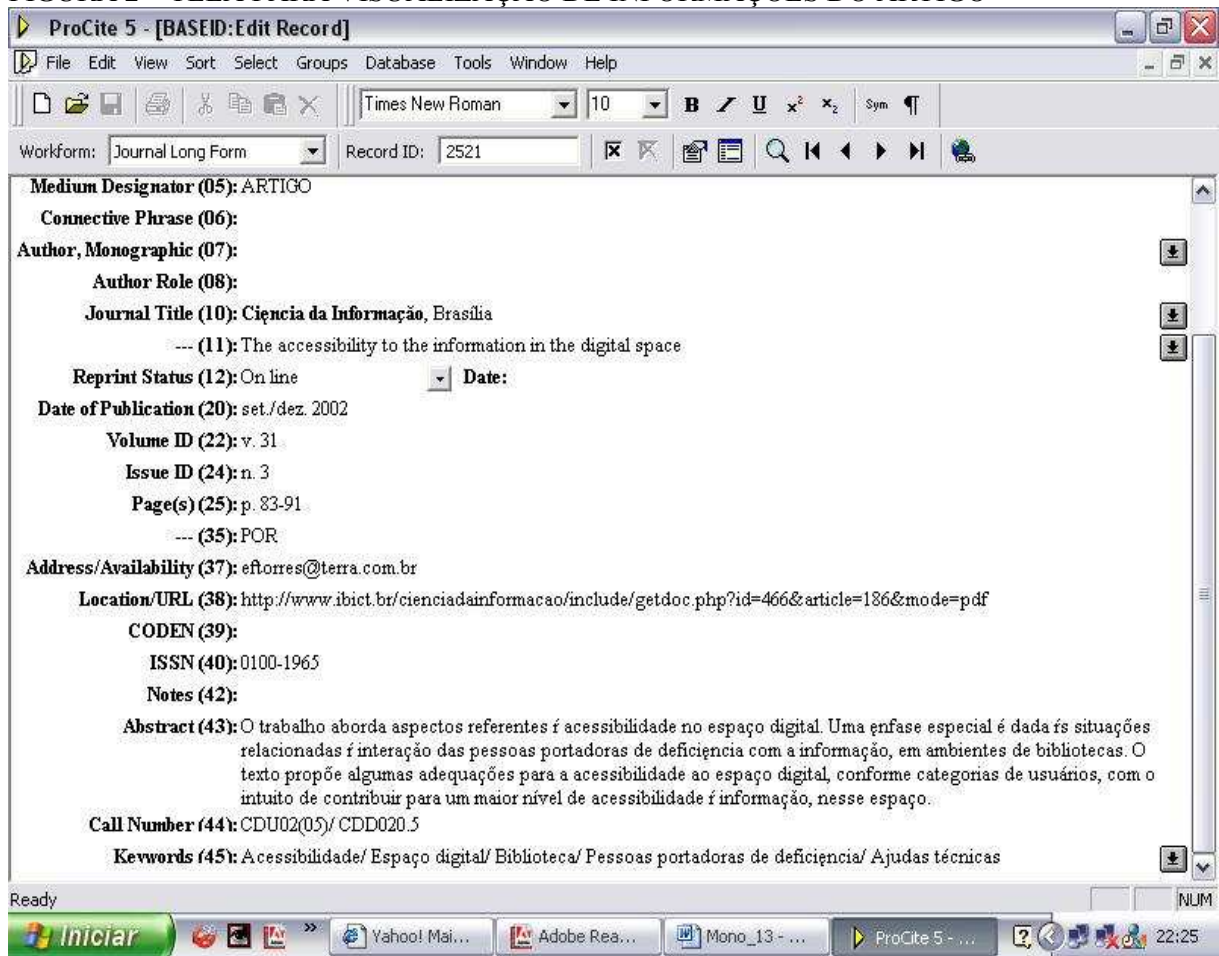 ProCite 5 - [BASEID:Edit Record]
File Edit View Sort Select Groups Database Tools Window Help
Times New Roman 10 B Z U x² x₂ Sym ¶
Workform: Journal Long Form Record ID: 2521
Medium Designator (05): ARTIGO
Connective Phrase (06):
Author, Monographic (07):
Author Role (08):
Journal Title (10): Cięncia da Informação, Brasília
--- (11): The accessibility to the information in the digital space
Reprint Status (12): On line Date:
Date of Publication (20): set./dez. 2002
Volume ID (22): v. 31
Issue ID (24): n. 3
Page(s) (25): p. 83-91
--- (35): POR
Address/Availability (37): eftorres@terra.com.br
Location/URL (38): http://www.ibict.br/cienciadainformacao/include/getdoc.php?id=466&article=186&mode=pdf
CODEN (39):
ISSN (40): 0100-1965
Notes (42):
Abstract (43): O trabalho aborda aspectos referentes ŕ acessibilidade no espaço digital. Uma ęnfase especial é dada ŕs situações
relacionadas ŕ interação das pessoas portadoras de deficięncia com a informação, em ambientes de bibliotecas. O
texto propõe algumas adequações para a acessibilidade ao espaço digital, conforme categorias de usuários, com o
intuito de contribuir para um maior nível de acessibilidade ŕ informação, nesse espaço.
Call Number (44): CDU02(05)/ CDD020.5
Keywords (45): Acessibilidade/ Espaço digital/ Biblioteca/ Pessoas portadoras de deficięncia/ Ajudas técnicas
Ready NUM
Iniciar » Yahoo! Mai... Adobe Rea... Mono_13 - ... ProCite 5 - ... 22:25